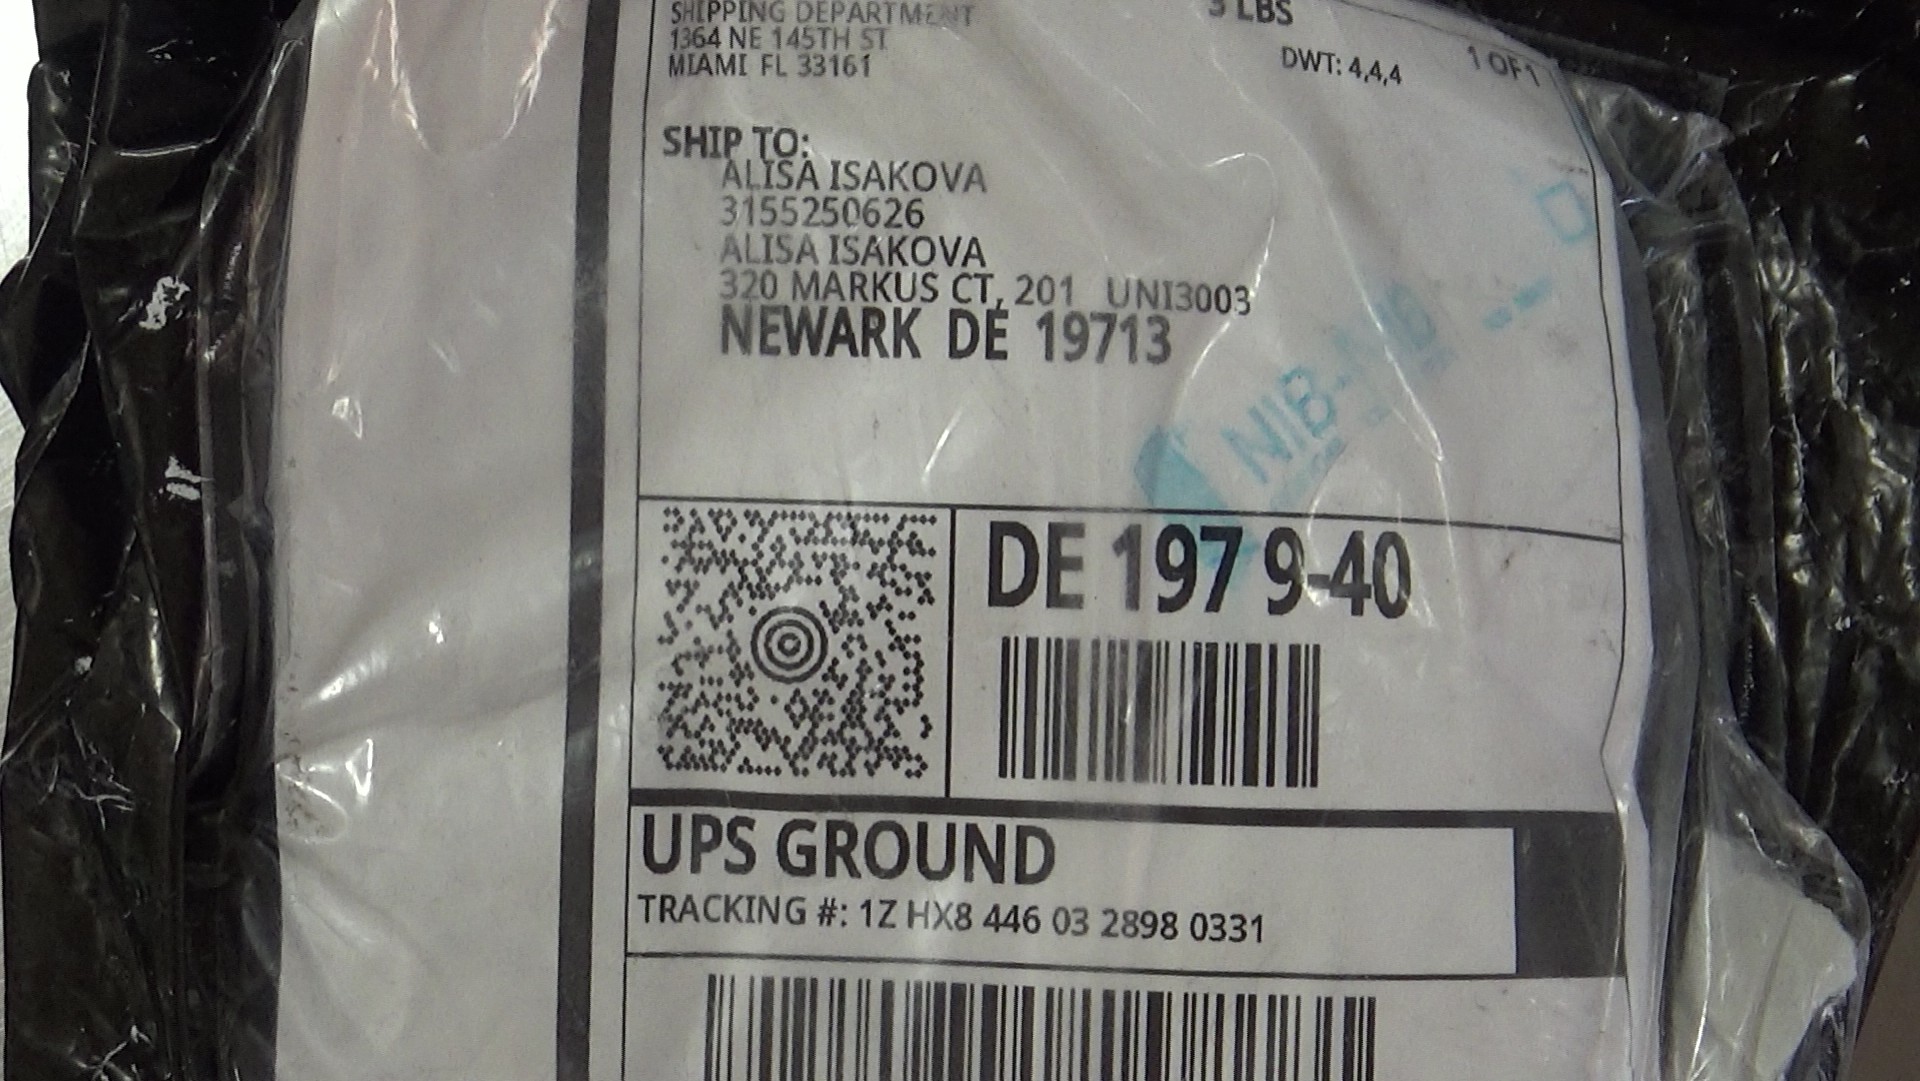 SHIPPING DEPARTMENT
1364 NE 145TH ST
MIAMI FL 33161
3 LBS
DWT: 4,4,4
1 OF 1
SHIP TO:
ALISA ISAKOVA
3155250626
ALISA ISAKOVA
320 MARKUS CT, 201 UNI3003
NEWARK DE 19713
DE 197 9-40
UPS GROUND
TRACKING #: 1Z HX8 446 03 2898 0331